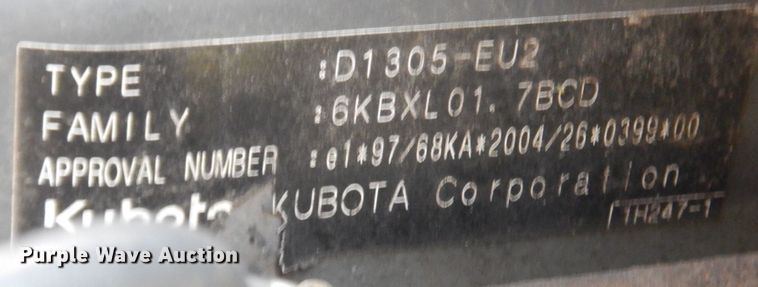 TYPE :D1305-EU2
FAMILY :6KBXL01.7BCD
APPROVAL NUMBER :e1*97/68KA*2004/26*0399*00
Kubota KUBOTA Corporation
1H247-1
Purple Wave Auction